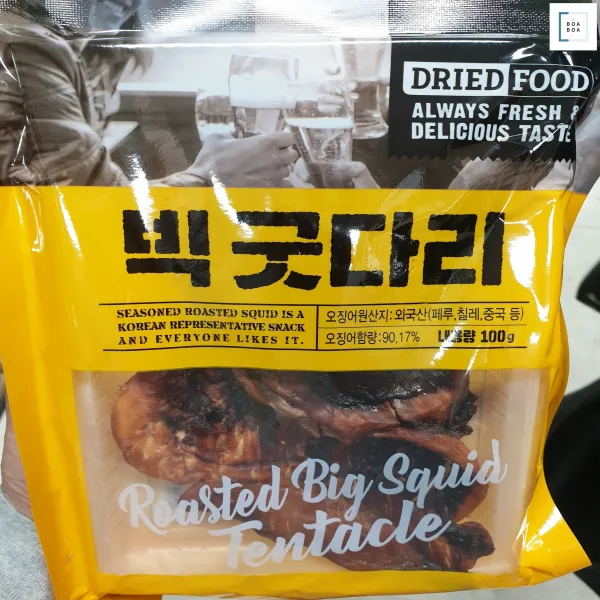 BOA
BOA
DRIED FOOD
ALWAYS FRESH &
DELICIOUS TASTE
빅굿다리
SEASONED ROASTED SQUID IS A
KOREAN REPRESENTATIVE SNACK
AND EVERYONE LIKES IT.
오징어원산지:외국산(페루,칠레,중국 등)
오징어함량:90.17% 내용량 100g
Roasted Big Squid
Tentacle